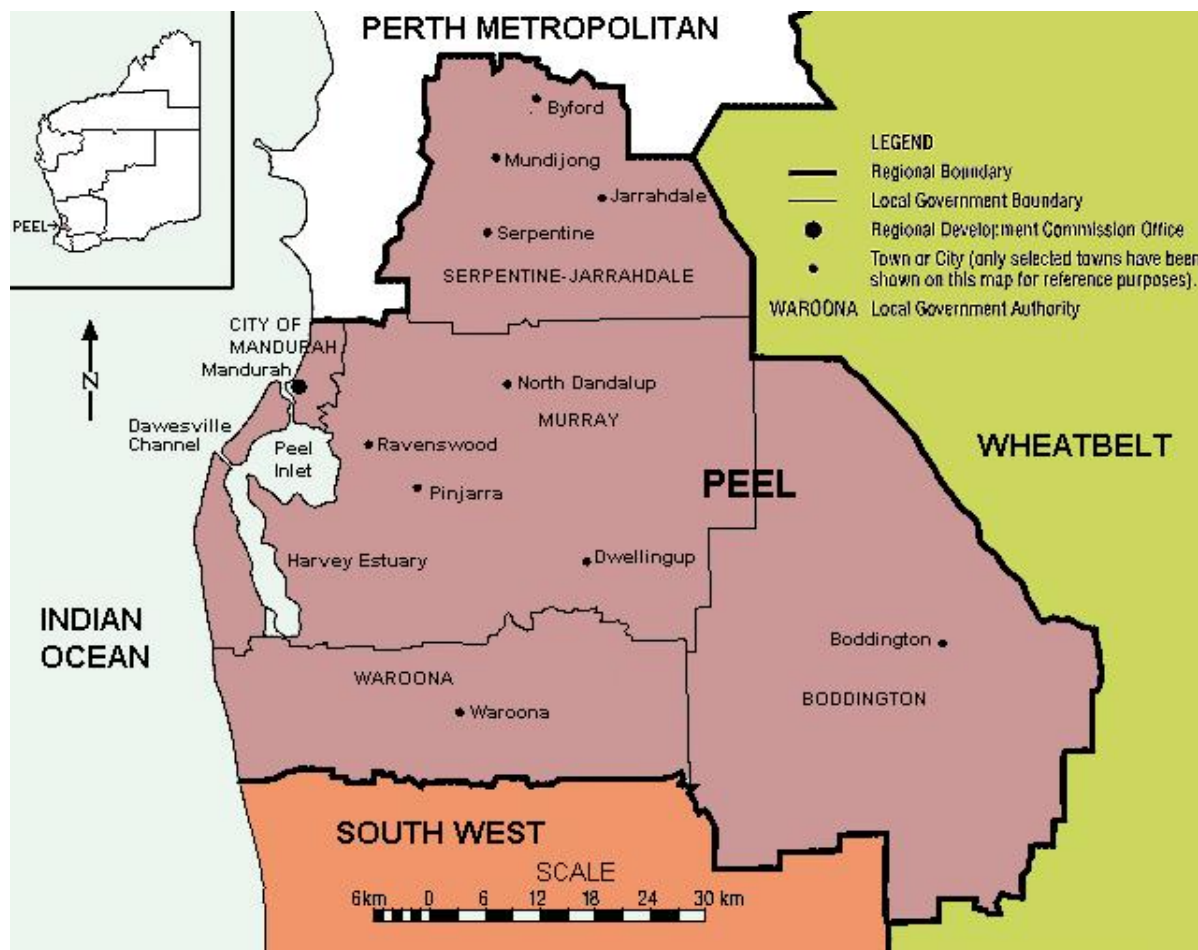 PERTH METROPOLITAN
PEEL
Byford
Mundijong
Jarrahdale
Serpentine
SERPENTINE-JARRAHDALE
LEGEND
Regional Boundary
Local Government Boundary
Regional Development Commission Office
Town or City (only selected towns have been
shown on this map for reference purposes).
WAROONA Local Government Authority
N
CITY OF
MANDURAH
Mandurah
Dawesville
Channel
Peel
Inlet
North Dandalup
MURRAY
Ravenswood
Pinjarra
PEEL
WHEATBELT
Harvey Estuary
Dwellingup
INDIAN
OCEAN
Boddington
BODDINGTON
WAROONA
Waroona
SOUTH WEST
SCALE
6km 0 6 12 18 24 30 km